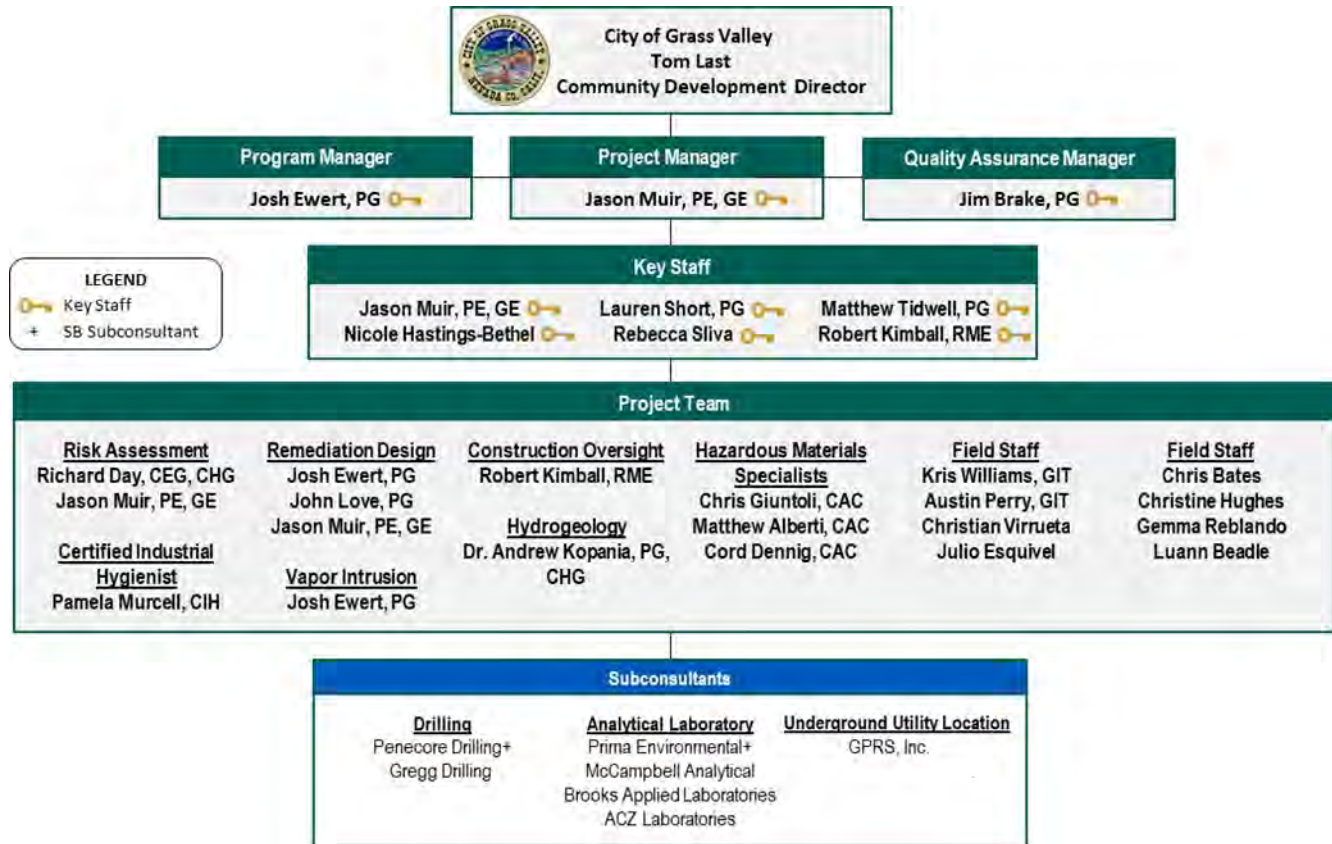 CITY OF GRASS VALLEY
NEVADA CO. CALIF.
City of Grass Valley
Tom Last
Community Development Director
Program Manager
Josh Ewert, PG
Project Manager
Jason Muir, PE, GE
Quality Assurance Manager
Jim Brake, PG
LEGEND
Key Staff
+ SB Subconsultant
Key Staff
Jason Muir, PE, GE
Lauren Short, PG
Matthew Tidwell, PG
Nicole Hastings-Bethel
Rebecca Sliva
Robert Kimball, RME
Project Team
Risk Assessment
Richard Day, CEG, CHG
Jason Muir, PE, GE
Certified Industrial
Hygienist
Pamela Murcell, CIH
Remediation Design
Josh Ewert, PG
John Love, PG
Jason Muir, PE, GE
Vapor Intrusion
Josh Ewert, PG
Construction Oversight
Robert Kimball, RME
Hydrogeology
Dr. Andrew Kopania, PG,
CHG
Hazardous Materials
Specialists
Chris Giuntoli, CAC
Matthew Alberti, CAC
Cord Dennig, CAC
Field Staff
Kris Williams, GIT
Austin Perry, GIT
Christian Virrueta
Julio Esquivel
Field Staff
Chris Bates
Christine Hughes
Gemma Reblando
Luann Beadle
Subconsultants
Drilling
Penecore Drilling+
Gregg Drilling
Analytical Laboratory
Prima Environmental+
McCampbell Analytical
Brooks Applied Laboratories
ACZ Laboratories
Underground Utility Location
GPRS, Inc.